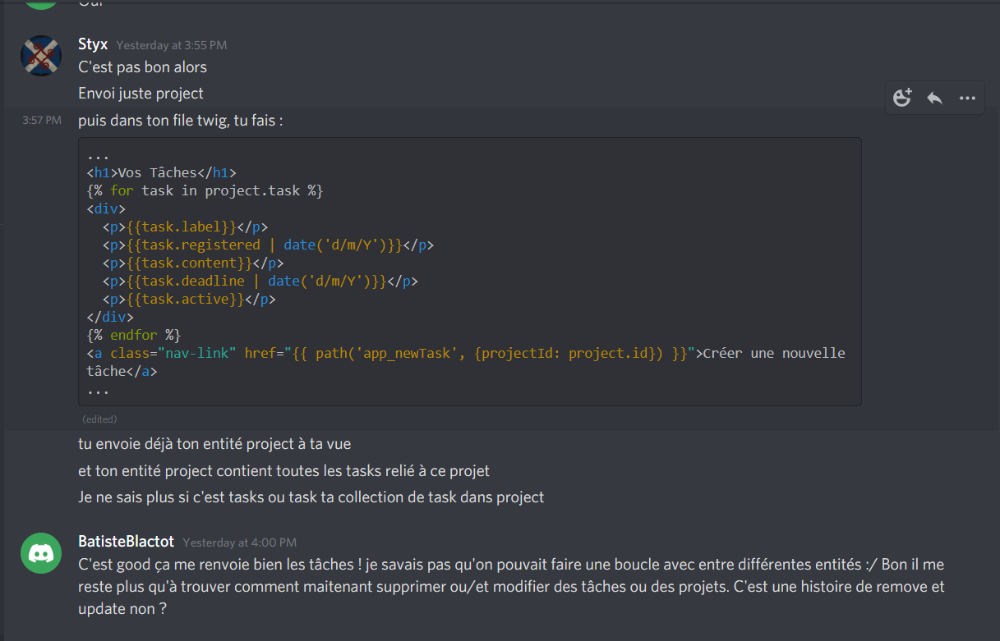 Styx Yesterday at 3:55 PM
C'est pas bon alors
Envoi juste project
3:57 PM puis dans ton file twig, tu fais :
...
<h1>Vos Tâches</h1>
{% for task in project.task %}
<div>
  <p>{{task.label}}</p>
  <p>{{task.registered | date('d/m/Y')}}</p>
  <p>{{task.content}}</p>
  <p>{{task.deadline | date('d/m/Y')}}</p>
  <p>{{task.active}}</p>
</div>
{% endfor %}
<a class="nav-link" href="{{ path('app_newTask', {projectId: project.id}) }}">Créer une nouvelle
tâche</a>
...
(edited)
tu envoie déjà ton entité project à ta vue
et ton entité project contient toutes les tasks relié à ce projet
Je ne sais plus si c'est tasks ou task ta collection de task dans project
BatisteBlactot Yesterday at 4:00 PM
C'est good ça me renvoie bien les tâches ! je savais pas qu'on pouvait faire une boucle avec entre différentes entités :/ Bon il me
reste plus qu'à trouver comment maitenant supprimer ou/et modifier des tâches ou des projets. C'est une histoire de remove et
update non ?